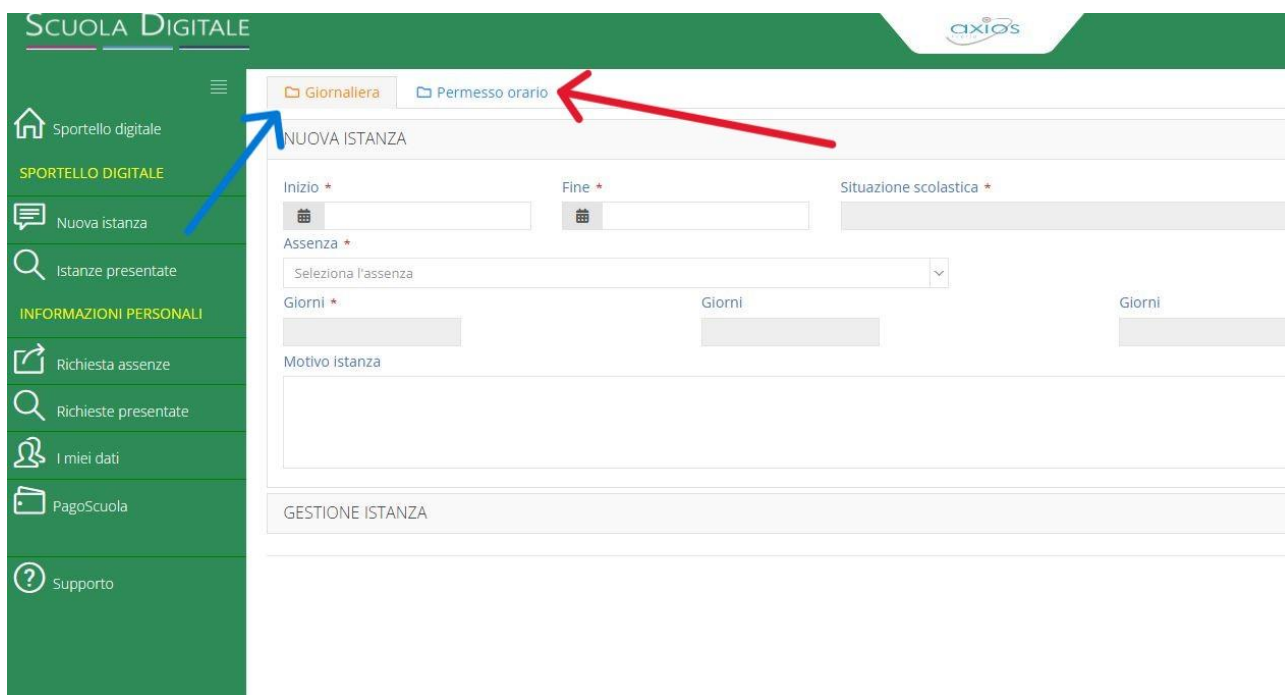 SCUOLA DIGITALE
axios
Sportello digitale
SPORTELLO DIGITALE
Nuova istanza
Istanze presentate
INFORMAZIONI PERSONALI
Richiesta assenze
Richieste presentate
I miei dati
PagoScuola
Supporto
Giornaliera Permesso orario
NUOVA ISTANZA
Inizio * Fine * Situazione scolastica *
Assenza *
Seleziona l'assenza
Giorni * Giorni Giorni
Motivo istanza
GESTIONE ISTANZA